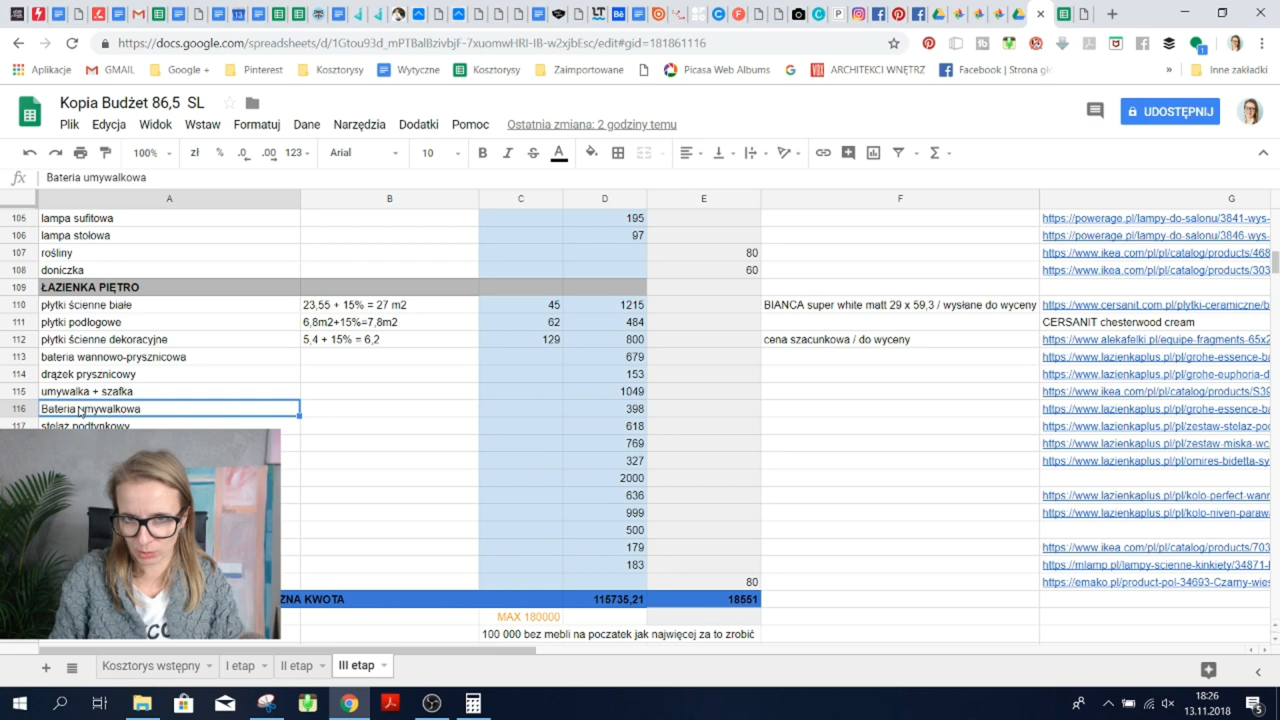 https://docs.google.com/spreadsheets/d/1Gtou93d_mPTBalBzivbjF-7xuomwHRI-IB-w2xjbEsc/edit#gid=181861116
Aplikacje GMAIL Google + Pinterest Kosztorysy Wytyczne Kosztorysy Zaimportowane Picasa Web Albums ARCHITEKCI WNĘTRZ Facebook | Strona gł » Inne zakładki
Kopia Budżet 86,5 SL
UDOSTĘPNIJ
Plik Edycja Widok Wstaw Formatuj Dane Narzędzia Dodatki Pomoc Ostatnia zmiana: 2 godziny temu
100% zł % .0 .00 123 Arial 10 B I S A
fx Bateria umywalkowa
A B C D E F G
105 lampa sufitowa 195 https://powerage.pl/lampy-do-salonu/3841-wys-
106 lampa stołowa 97 https://powerage.pl/lampy-do-salonu/3846-wys-
107 rośliny 80 https://www.ikea.com/pl/pl/catalog/products/468
108 doniczka 60 https://www.ikea.com/pl/pl/catalog/products/303
109 ŁAZIENKA PIĘTRO
110 płytki ścienne białe 23,55 + 15% = 27 m2 45 1215 BIANCA super white matt 29 x 59,3 / wysłane do wyceny https://www.cersanit.com.pl/plytki-ceramiczne/b
111 płytki podłogowe 6,8m2+15%=7,8m2 62 484 CERSANIT chesterwood cream
112 płytki ścienne dekoracyjne 5,4 + 15% = 6,2 129 800 cena szacunkowa / do wyceny https://www.alekafelki.pl/equipe-fragments-65x2
113 bateria wannowo-prysznicowa 679 https://www.lazienkaplus.pl/pl/grohe-essence-ba
114 drążek prysznicowy 153 https://www.lazienkaplus.pl/pl/grohe-euphoria-d
115 umywalka + szafka 1049 https://www.ikea.com/pl/pl/catalog/products/S39
116 Bateria umywalkowa 398 https://www.lazienkaplus.pl/pl/grohe-essence-ba
117 stelaż podtynkowy 618 https://www.lazienkaplus.pl/pl/zestaw-stelaz-po
769 https://www.lazienkaplus.pl/pl/zestaw-miska-wc
327 https://www.lazienkaplus.pl/pl/omires-bidetta-sy
2000
636 https://www.lazienkaplus.pl/pl/kolo-perfect-wann
999 https://www.lazienkaplus.pl/pl/kolo-niven-paraw
500
179 https://www.ikea.com/pl/pl/catalog/products/703
183 https://mlamp.pl/lampy-scienne-kinkiety/34871-
80 https://emako.pl/product-pol-34693-Czarny-wies
ZNA KWOTA 115735,21 18551
MAX 180000
100 000 bez mebli na poczatek jak najwięcej za to zrobić
Kosztorys wstępny I etap II etap III etap
18:26
13.11.2018